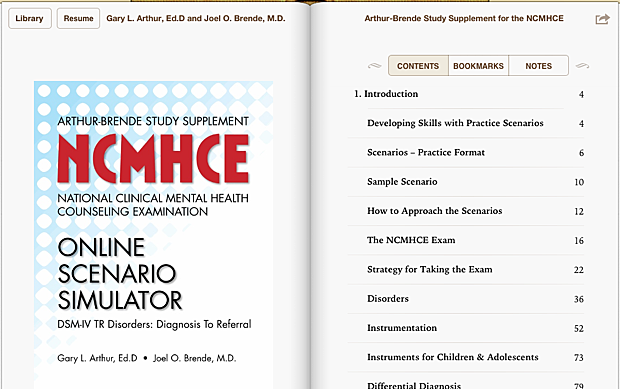 Library
Resume
Gary L. Arthur, Ed.D and Joel O. Brende, M.D.
ARTHUR-BRENDE STUDY SUPPLEMENT
NCMHCE
NATIONAL CLINICAL MENTAL HEALTH
COUNSELING EXAMINATION
ONLINE
SCENARIO
SIMULATOR
DSM-IV TR Disorders: Diagnosis To Referral
Gary L. Arthur, Ed.D • Joel O. Brende, M.D.
Arthur-Brende Study Supplement for the NCMHCE
CONTENTS
BOOKMARKS
NOTES
1. Introduction 4
Developing Skills with Practice Scenarios 4
Scenarios – Practice Format 6
Sample Scenario 10
How to Approach the Scenarios 12
The NCMHCE Exam 16
Strategy for Taking the Exam 22
Disorders 36
Instrumentation 52
Instruments for Children & Adolescents 73
Differential Diagnosis 79